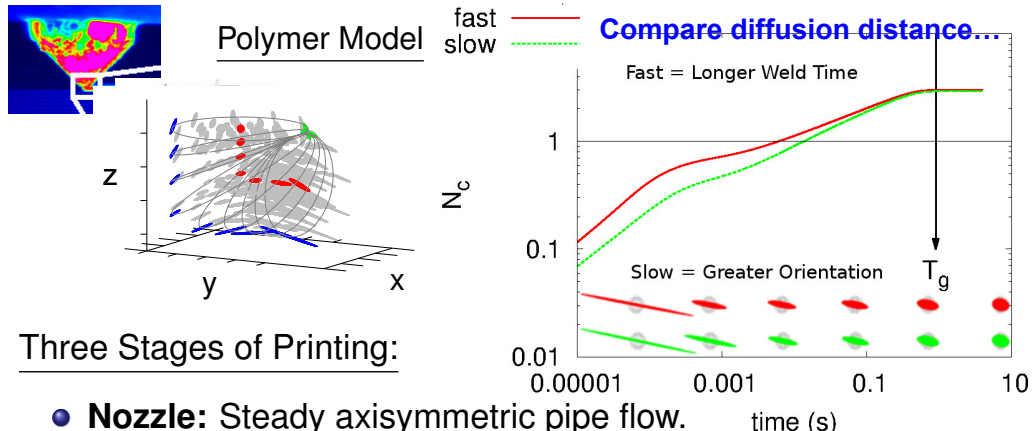 Polymer Model
z
y
x
Three Stages of Printing:
Nozzle: Steady axisymmetric pipe flow.
fast
slow
Compare diffusion distance…
Fast = Longer Weld Time
N_c
1
0.1
0.01
Slow = Greater Orientation
T_g
0.00001
0.001
0.1
10
time (s)